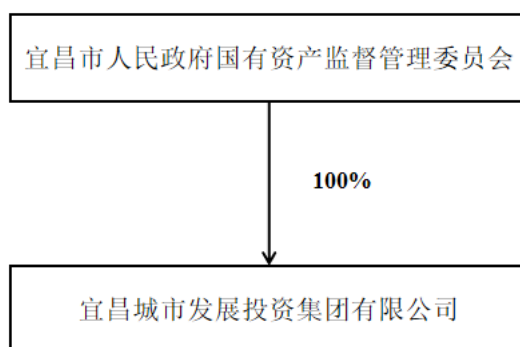 宜昌市人民政府国有资产监督管理委员会
100%
宜昌城市发展投资集团有限公司